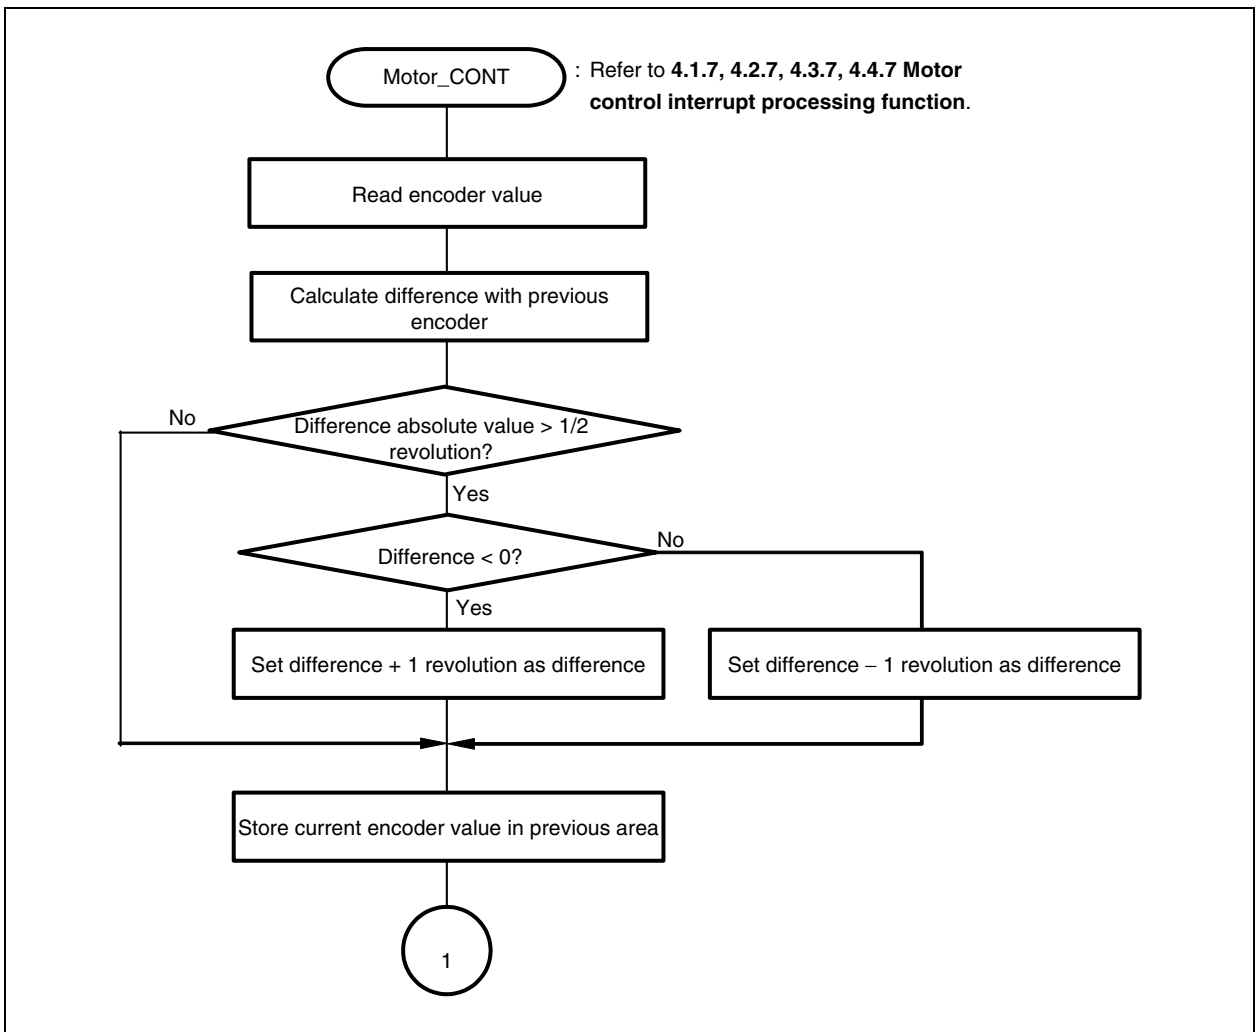 Motor_CONT
: Refer to 4.1.7, 4.2.7, 4.3.7, 4.4.7 Motor
control interrupt processing function.
Read encoder value
Calculate difference with previous
encoder
No
Difference absolute value > 1/2
revolution?
Yes
Difference < 0?
No
Yes
Set difference + 1 revolution as difference
Set difference − 1 revolution as difference
Store current encoder value in previous area
1